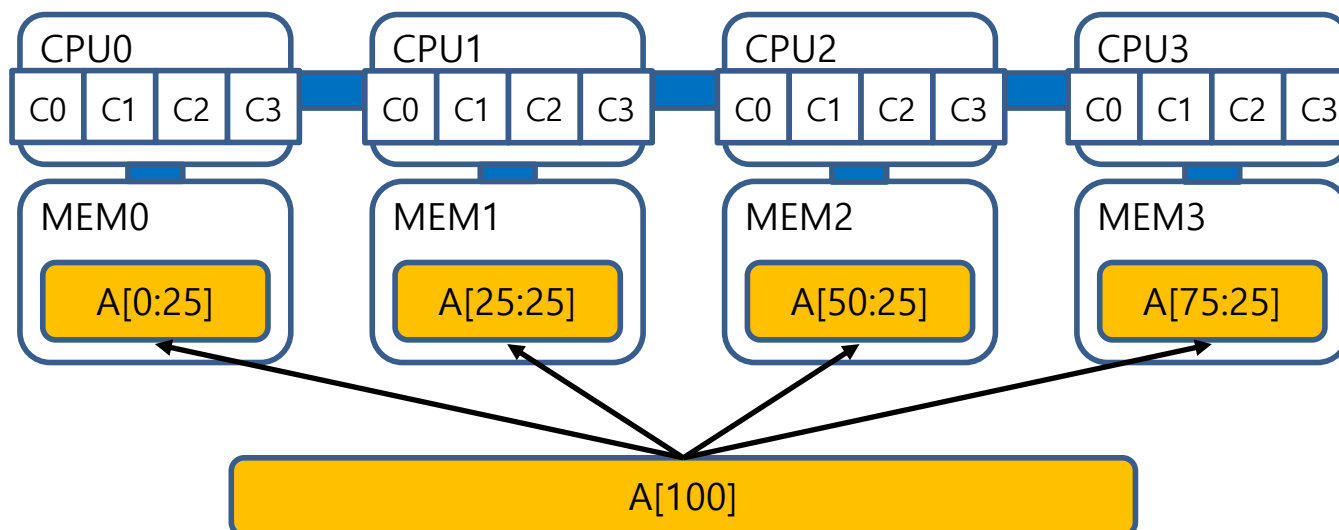 CPU0
CPU1
CPU2
CPU3
C0 C1 C2 C3
C0 C1 C2 C3
C0 C1 C2 C3
C0 C1 C2 C3
MEM0
MEM1
MEM2
MEM3
A[0:25]
A[25:25]
A[50:25]
A[75:25]
A[100]